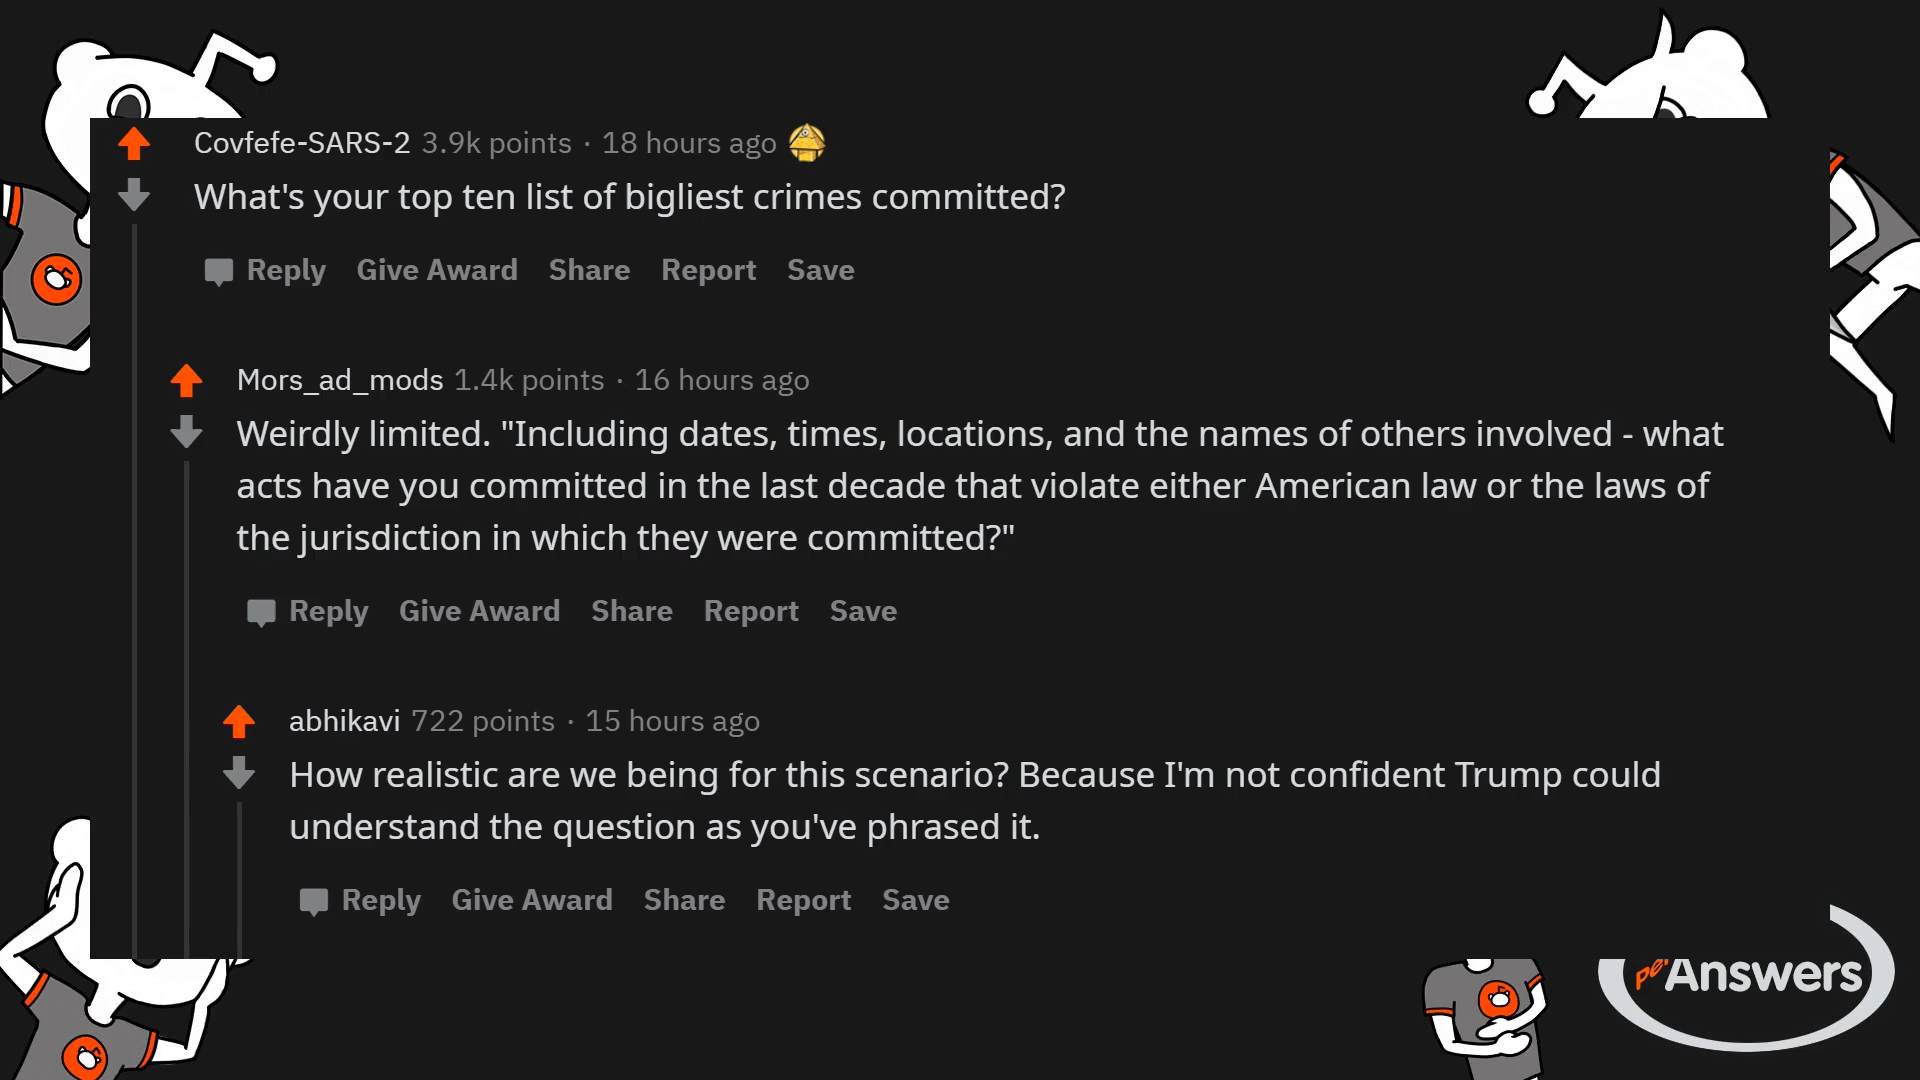 Covfefe-SARS-2 3.9k points · 18 hours ago
What's your top ten list of bigliest crimes committed?
Reply Give Award Share Report Save
Mors_ad_mods 1.4k points · 16 hours ago
Weirdly limited. "Including dates, times, locations, and the names of others involved - what
acts have you committed in the last decade that violate either American law or the laws of
the jurisdiction in which they were committed?"
Reply Give Award Share Report Save
abhikavi 722 points · 15 hours ago
How realistic are we being for this scenario? Because I'm not confident Trump could
understand the question as you've phrased it.
Reply Give Award Share Report Save
Answers